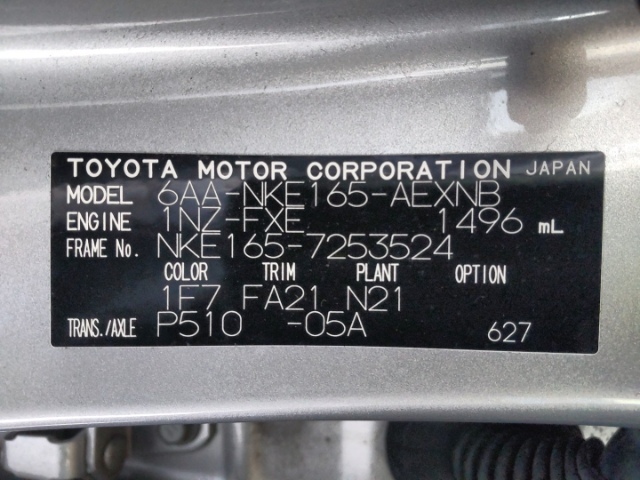 TOYOTA MOTOR CORPORATION JAPAN
MODEL 6AA-NKE165-AEXNB
ENGINE 1NZ-FXE 1496 mL
FRAME No. NKE165-7253524
COLOR TRIM PLANT OPTION
1F7 FA21 N21
TRANS./AXLE P510 -05A 627